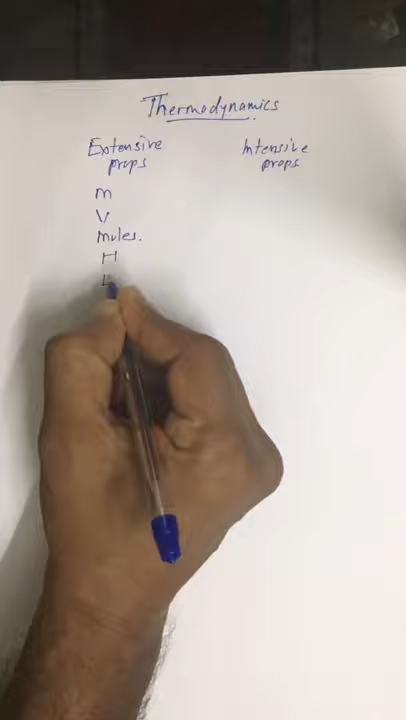 Thermodynamics
Extensive props
Intensive props
m
V
moles.
H